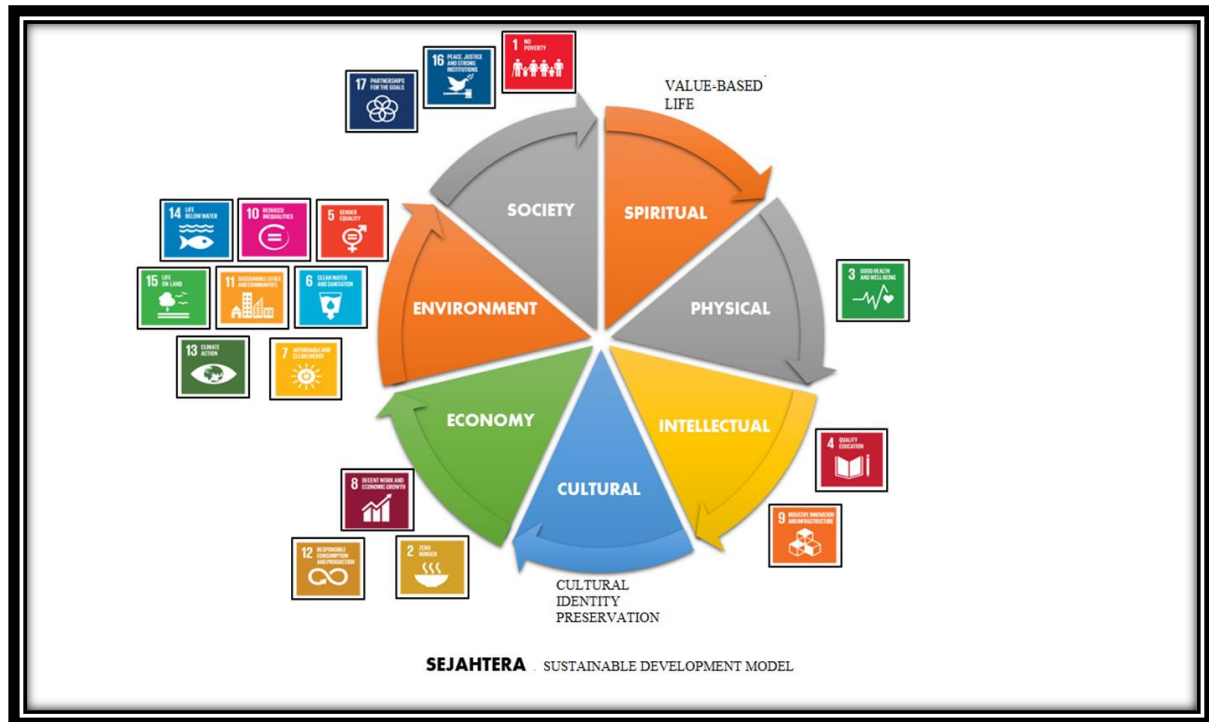 1 NO
POVERTY
16 PEACE, JUSTICE
AND STRONG
INSTITUTIONS
17 PARTNERSHIPS
FOR THE GOALS
VALUE-BASED
LIFE
SOCIETY
SPIRITUAL
14 LIFE
BELOW WATER
10 REDUCED
INEQUALITIES
5 GENDER
EQUALITY
15 LIFE
ON LAND
11 SUSTAINABLE CITIES
AND COMMUNITIES
6 CLEAN WATER
AND SANITATION
3 GOOD HEALTH
AND WELL-BEING
ENVIRONMENT
PHYSICAL
13 CLIMATE
ACTION
7 AFFORDABLE AND
CLEAN ENERGY
ECONOMY
INTELLECTUAL
4 QUALITY
EDUCATION
8 DECENT WORK AND
ECONOMIC GROWTH
CULTURAL
9 INDUSTRY, INNOVATION
AND INFRASTRUCTURE
12 RESPONSIBLE
CONSUMPTION
AND PRODUCTION
2 ZERO
HUNGER
CULTURAL
IDENTITY
PRESERVATION
SEJAHTERA . SUSTAINABLE DEVELOPMENT MODEL